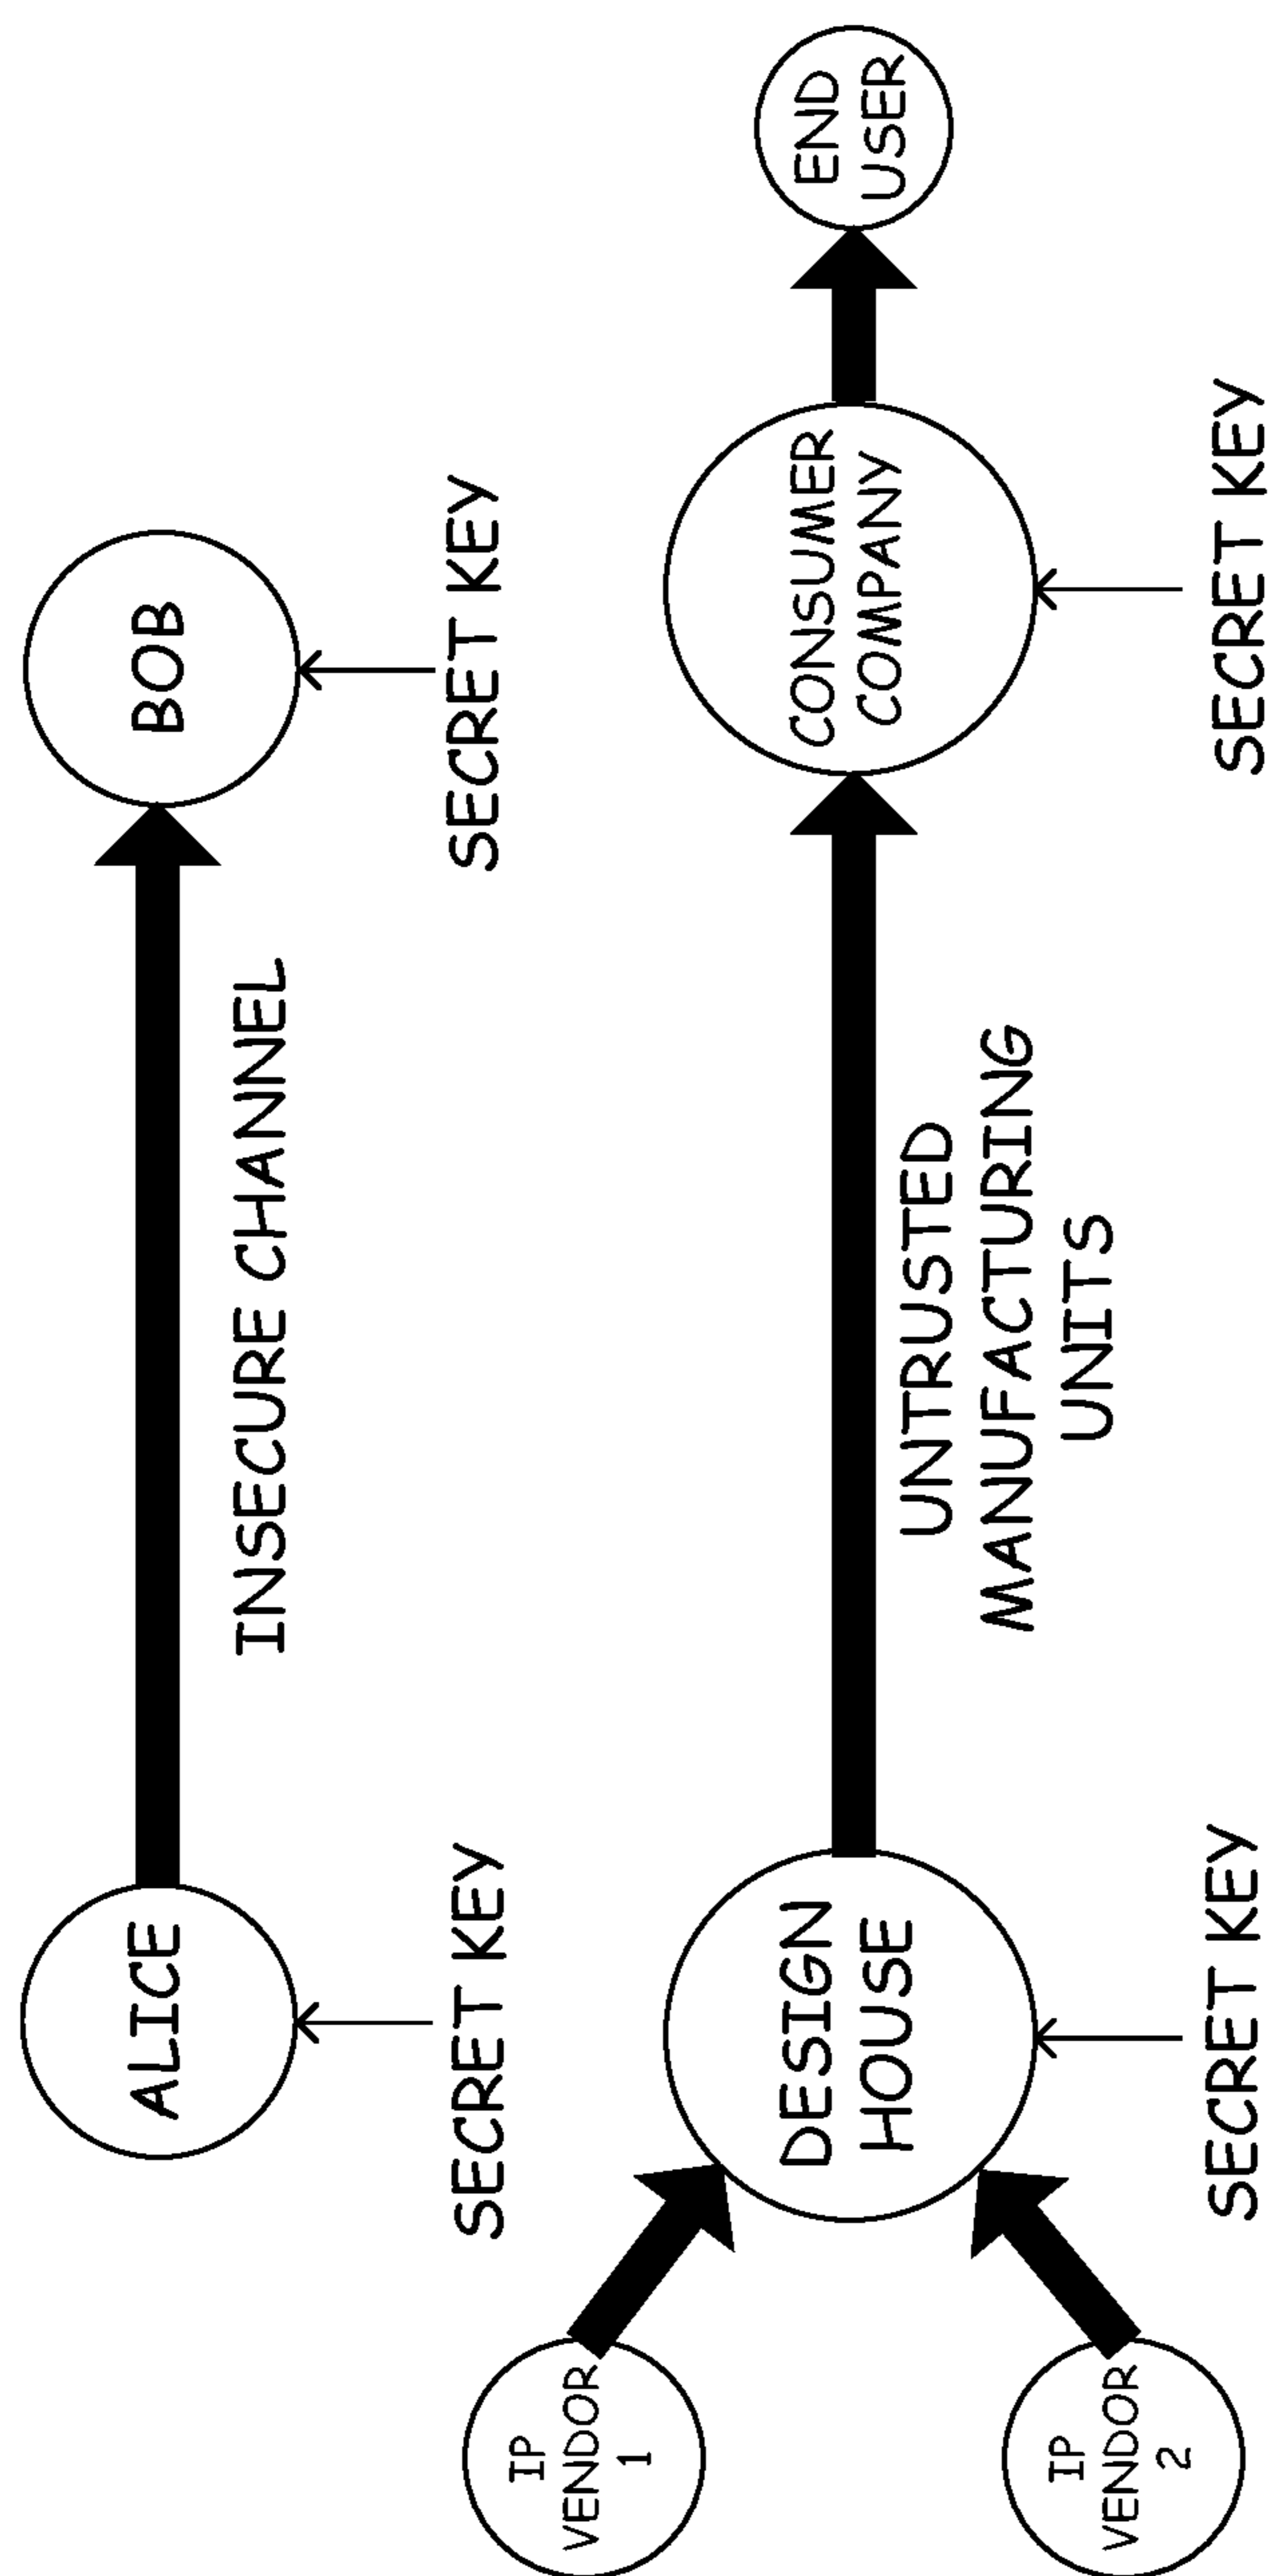 ALICE
BOB
INSECURE CHANNEL
SECRET KEY
SECRET KEY
IP
VENDOR
1
IP
VENDOR
2
DESIGN
HOUSE
UNTRUSTED
MANUFACTURING
UNITS
CONSUMER
COMPANY
END
USER
SECRET KEY
SECRET KEY